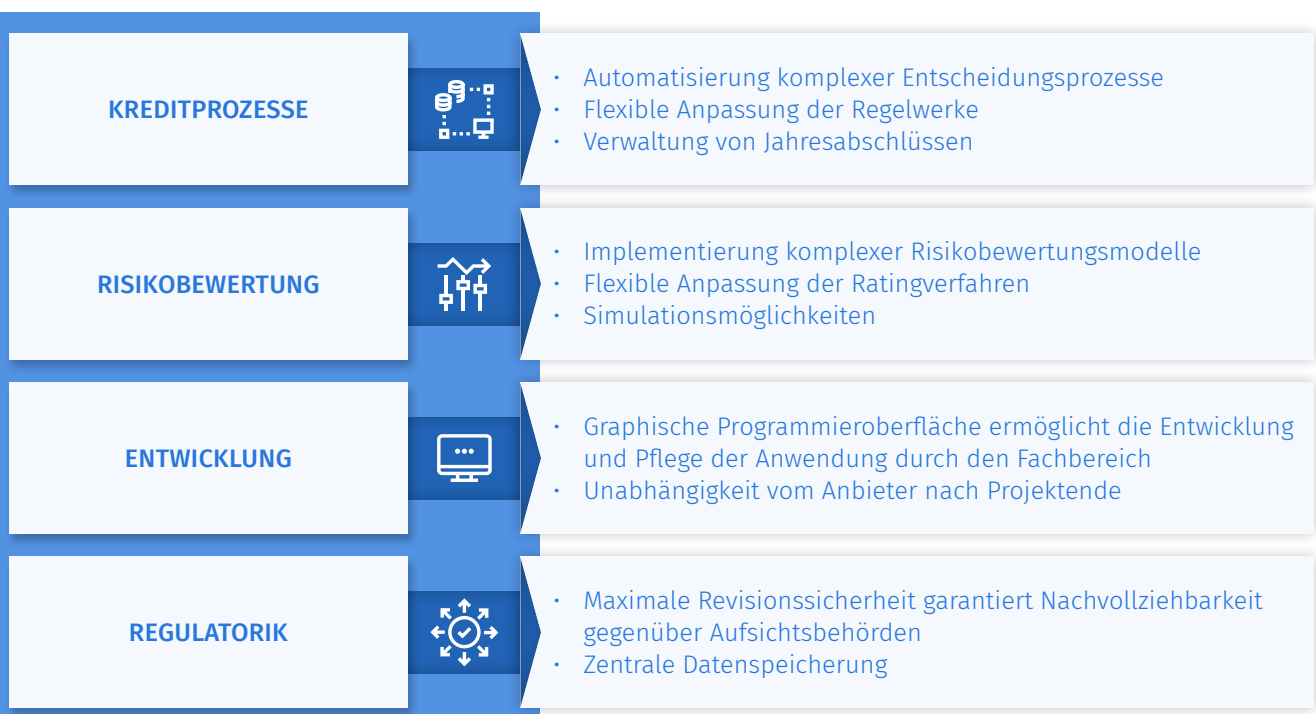 KREDITPROZESSE
· Automatisierung komplexer Entscheidungsprozesse
· Flexible Anpassung der Regelwerke
· Verwaltung von Jahresabschlüssen
RISIKOBEWERTUNG
· Implementierung komplexer Risikobewertungsmodelle
· Flexible Anpassung der Ratingverfahren
· Simulationsmöglichkeiten
ENTWICKLUNG
· Graphische Programmieroberfläche ermöglicht die Entwicklung
und Pflege der Anwendung durch den Fachbereich
· Unabhängigkeit vom Anbieter nach Projektende
REGULATORIK
· Maximale Revisionssicherheit garantiert Nachvollziehbarkeit
gegenüber Aufsichtsbehörden
· Zentrale Datenspeicherung